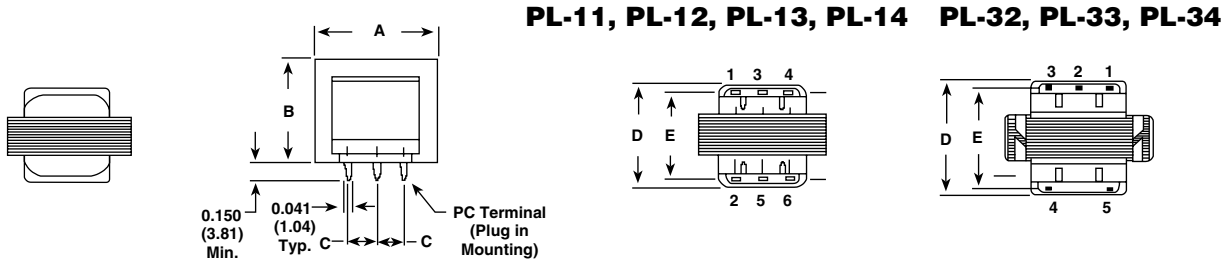 PL-11, PL-12, PL-13, PL-14 PL-32, PL-33, PL-34
A
B
0.150
(3.81)
Min.
0.041
(1.04)
Typ.
C
C
PC Terminal
(Plug in
Mounting)
1 3 4
D
E
2 5 6
3 2 1
D
E
4 5